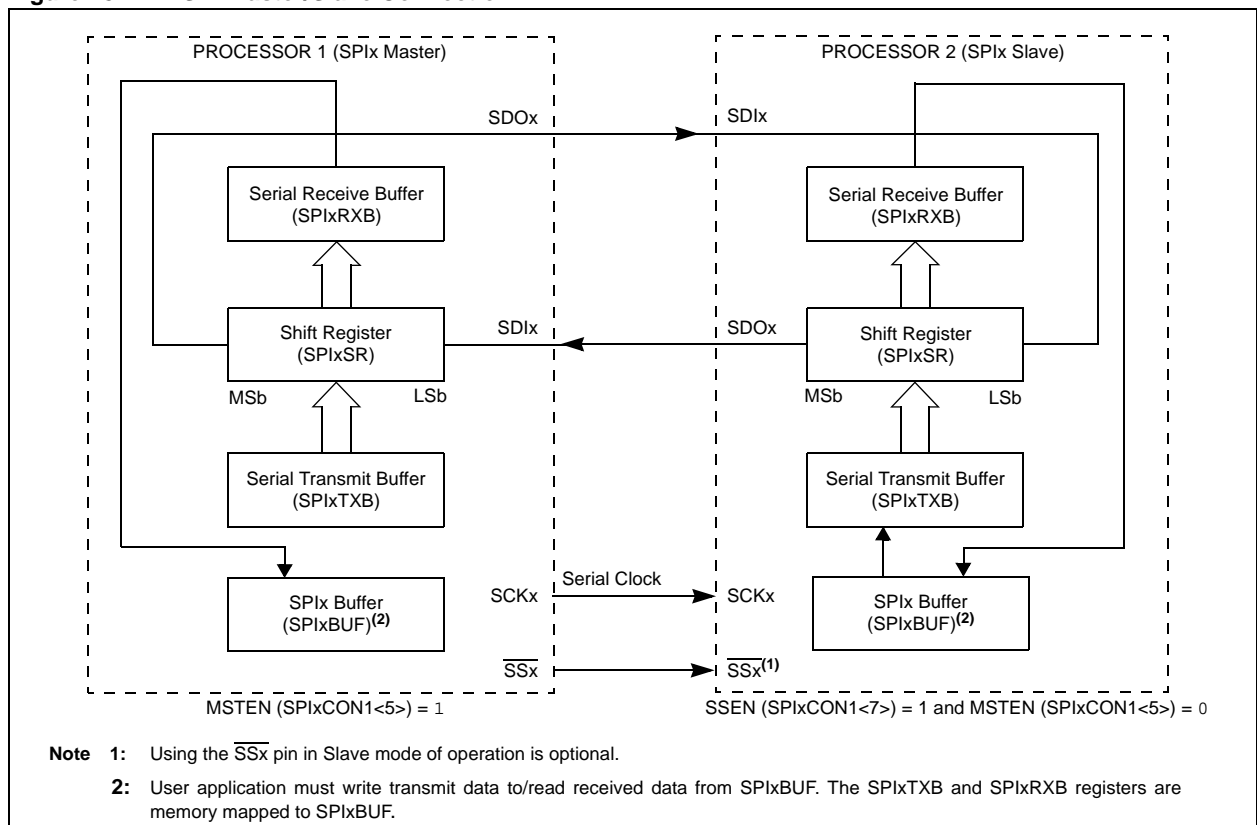 PROCESSOR 1 (SPIx Master)
PROCESSOR 2 (SPIx Slave)
SDOx
SDIx
Serial Receive Buffer
(SPIxRXB)
Serial Receive Buffer
(SPIxRXB)
Shift Register
(SPIxSR)
SDIx
SDOx
Shift Register
(SPIxSR)
MSb
LSb
MSb
LSb
Serial Transmit Buffer
(SPIxTXB)
Serial Transmit Buffer
(SPIxTXB)
SPIx Buffer
(SPIxBUF)(2)
SCKx
Serial Clock
SCKx
SPIx Buffer
(SPIxBUF)(2)
SSx
SSx(1)
MSTEN (SPIxCON1<5>) = 1
SSEN (SPIxCON1<7>) = 1 and MSTEN (SPIxCON1<5>) = 0
Note 1: Using the SSx pin in Slave mode of operation is optional.
2: User application must write transmit data to/read received data from SPIxBUF. The SPIxTXB and SPIxRXB registers are
memory mapped to SPIxBUF.